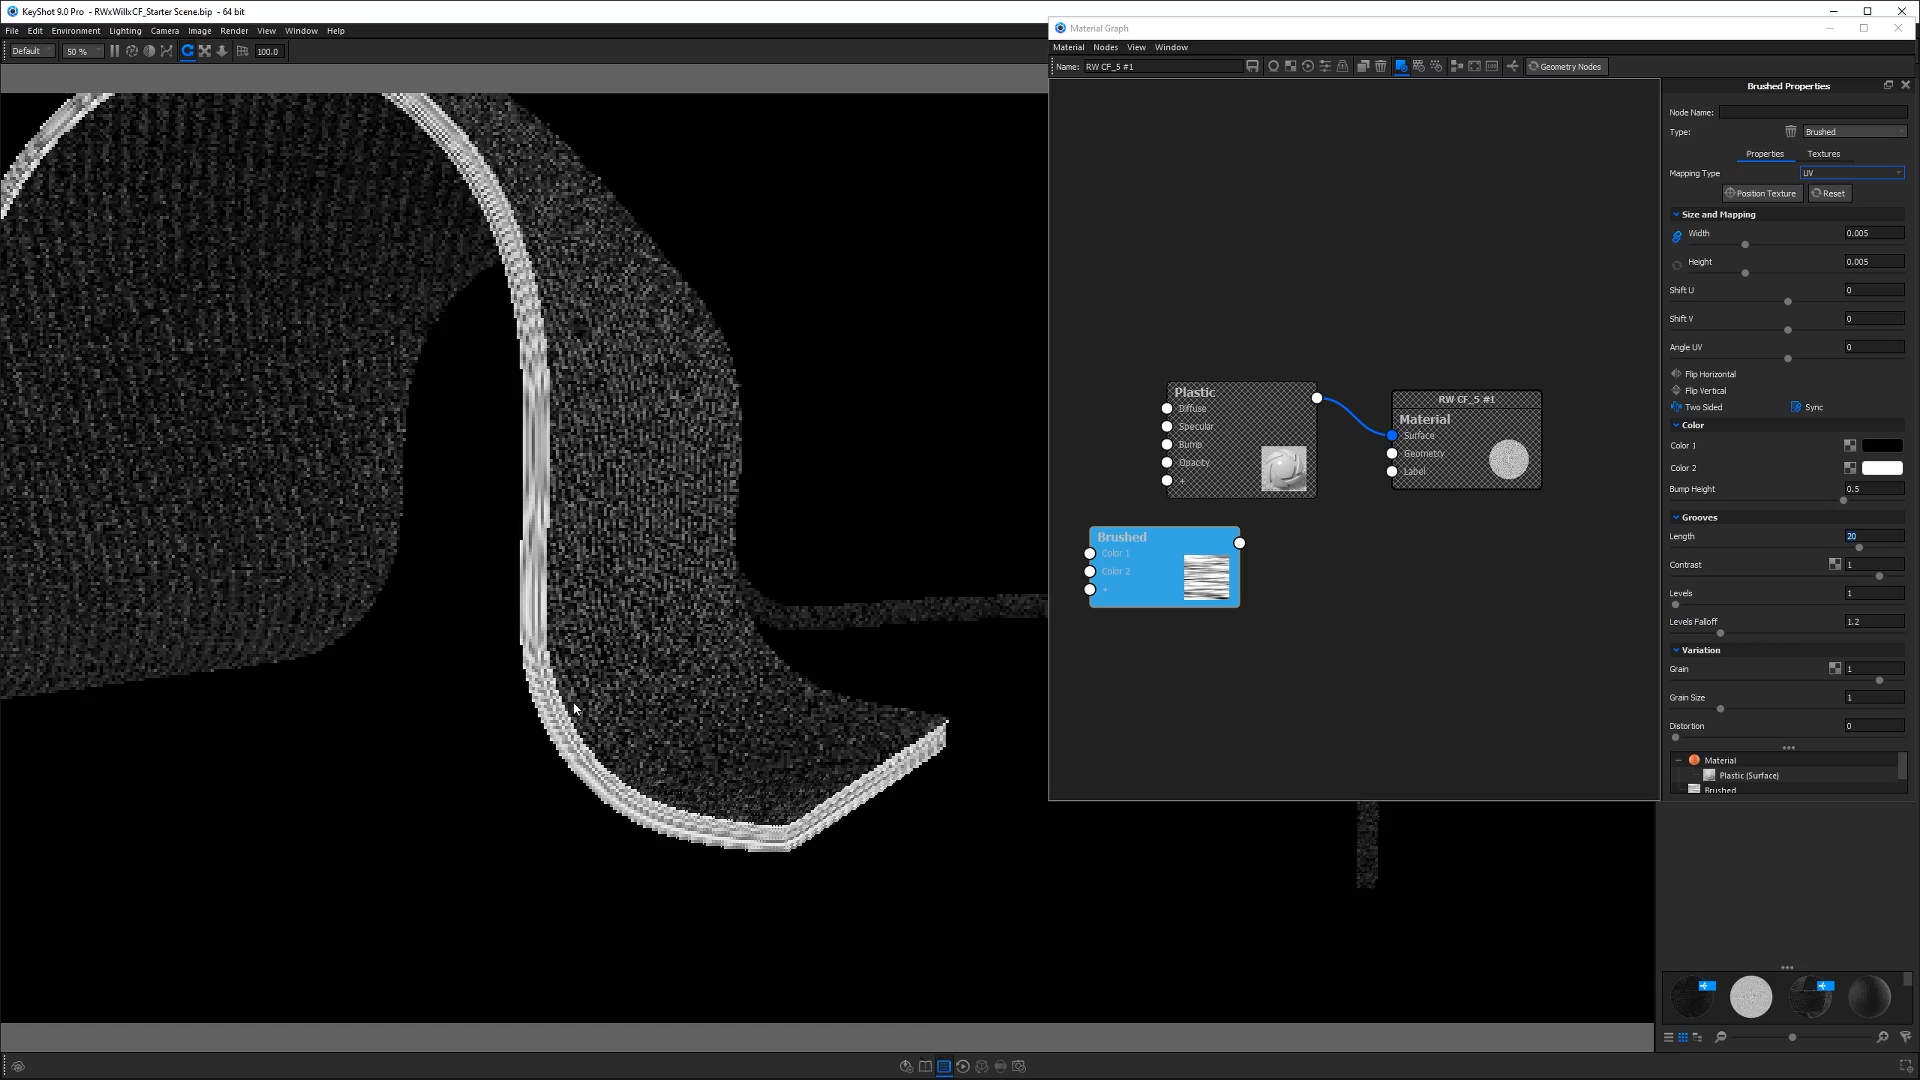 KeyShot 9.0 Pro - RWxWillxCF_Starter Scene.bip - 64 bit
File Edit Environment Lighting Camera Image Render View Window Help
Default 50 % 100.0
Material Graph
Material Nodes View Window
Name: RW CF_5 #1 Geometry Nodes
Brushed Properties
Node Name:
Type: Brushed
Properties Textures
Mapping Type UV
Position Texture Reset
Size and Mapping
Width 0.005
Height 0.005
Shift U 0
Shift V 0
Angle UV 0
Flip Horizontal
Flip Vertical
Two Sided Sync
Color
Color 1
Color 2
Bump Height 0.5
Grooves
Length 20
Contrast 1
Levels 1
Levels Falloff 1.2
Variation
Grain 1
Grain Size 1
Distortion 0
Material
Plastic (Surface)
Brushed
Plastic
Diffuse
Specular
Bump
Opacity
+
RW CF_5 #1
Material
Surface
Geometry
Label
Brushed
Color 1
Color 2
+